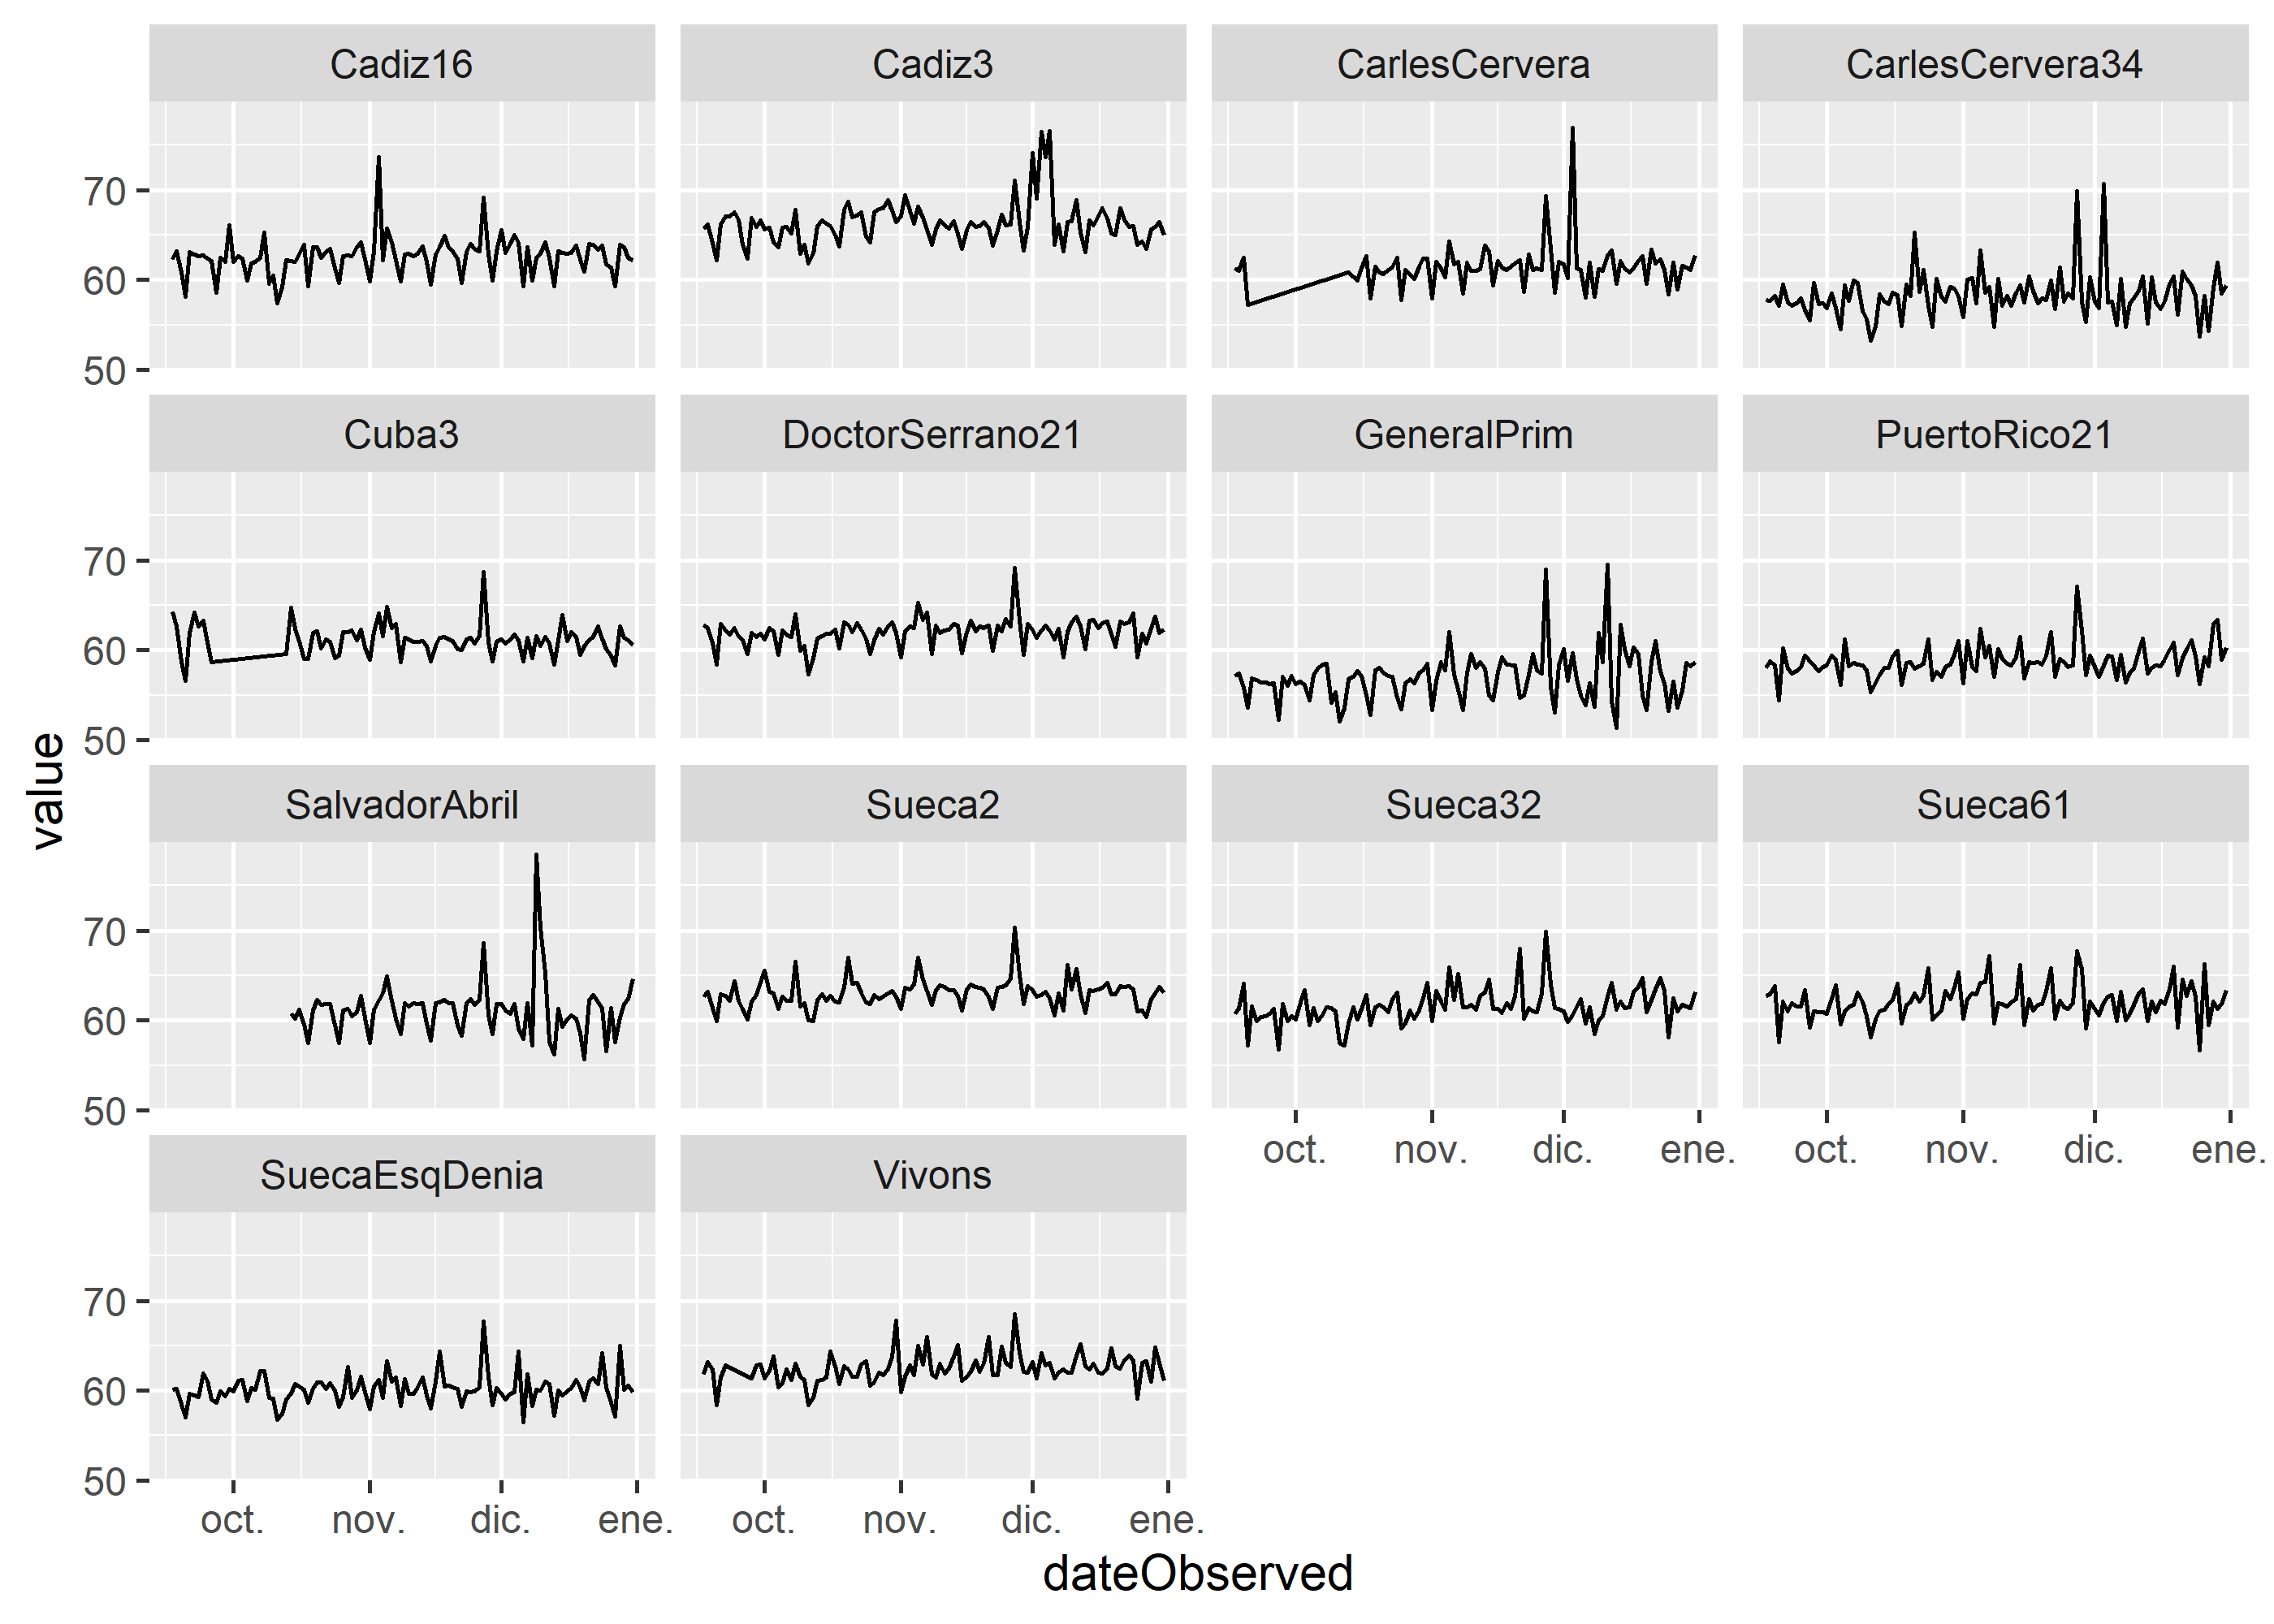 Cadiz16 Cadiz3 CarlesCervera CarlesCervera34
70
60
50
Cuba3 DoctorSerrano21 GeneralPrim PuertoRico21
70
60
50
value
SalvadorAbril Sueca2 Sueca32 Sueca61
70
60
50
oct. nov. dic. ene. oct. nov. dic. ene.
SuecaEsqDenia Vivons
70
60
50
oct. nov. dic. ene. oct. nov. dic. ene.
dateObserved